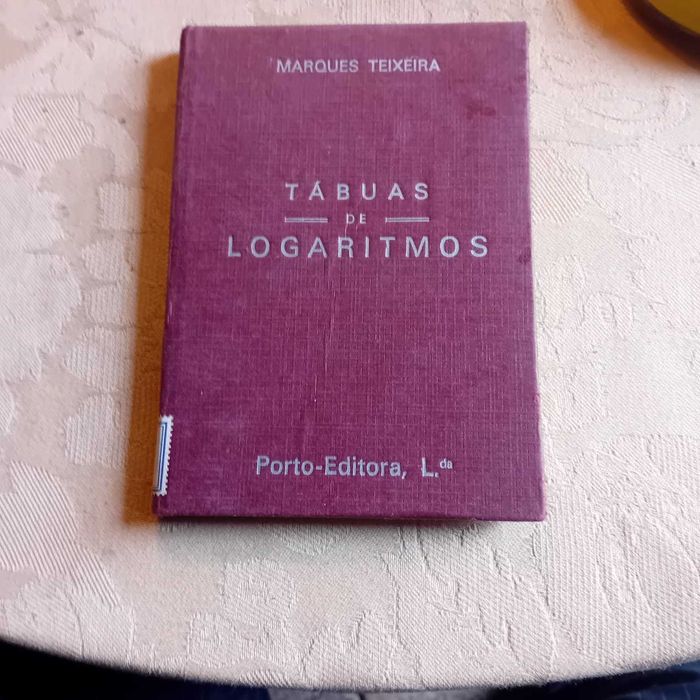 MARQUES TEIXEIRA
TÁBUAS
DE
LOGARITMOS
Porto-Editora, L.da